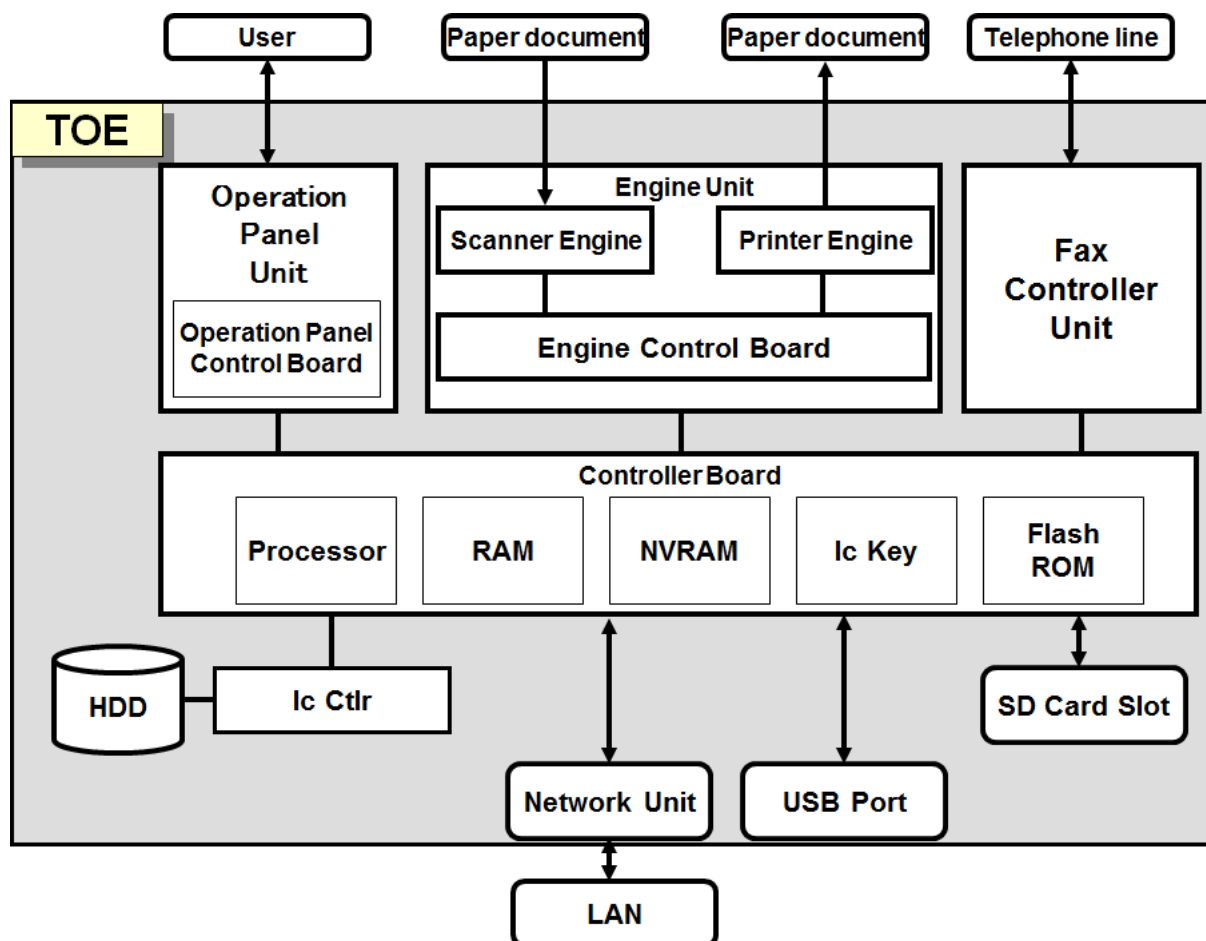 User
Paper document
Paper document
Telephone line
TOE
Operation
Panel
Unit
Operation Panel
Control Board
Engine Unit
Scanner Engine
Printer Engine
Engine Control Board
Fax
Controller
Unit
Controller Board
Processor
RAM
NVRAM
Ic Key
Flash
ROM
HDD
Ic Ctlr
SD Card Slot
Network Unit
USB Port
LAN